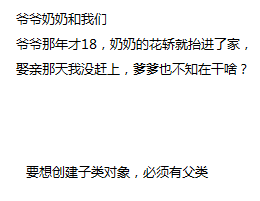 爷爷奶奶和我们
爷爷那年才18，奶奶的花轿就抬进了家，
娶亲那天我没赶上，爹爹也不知在干啥？
要想创建子类对象，必须有父类